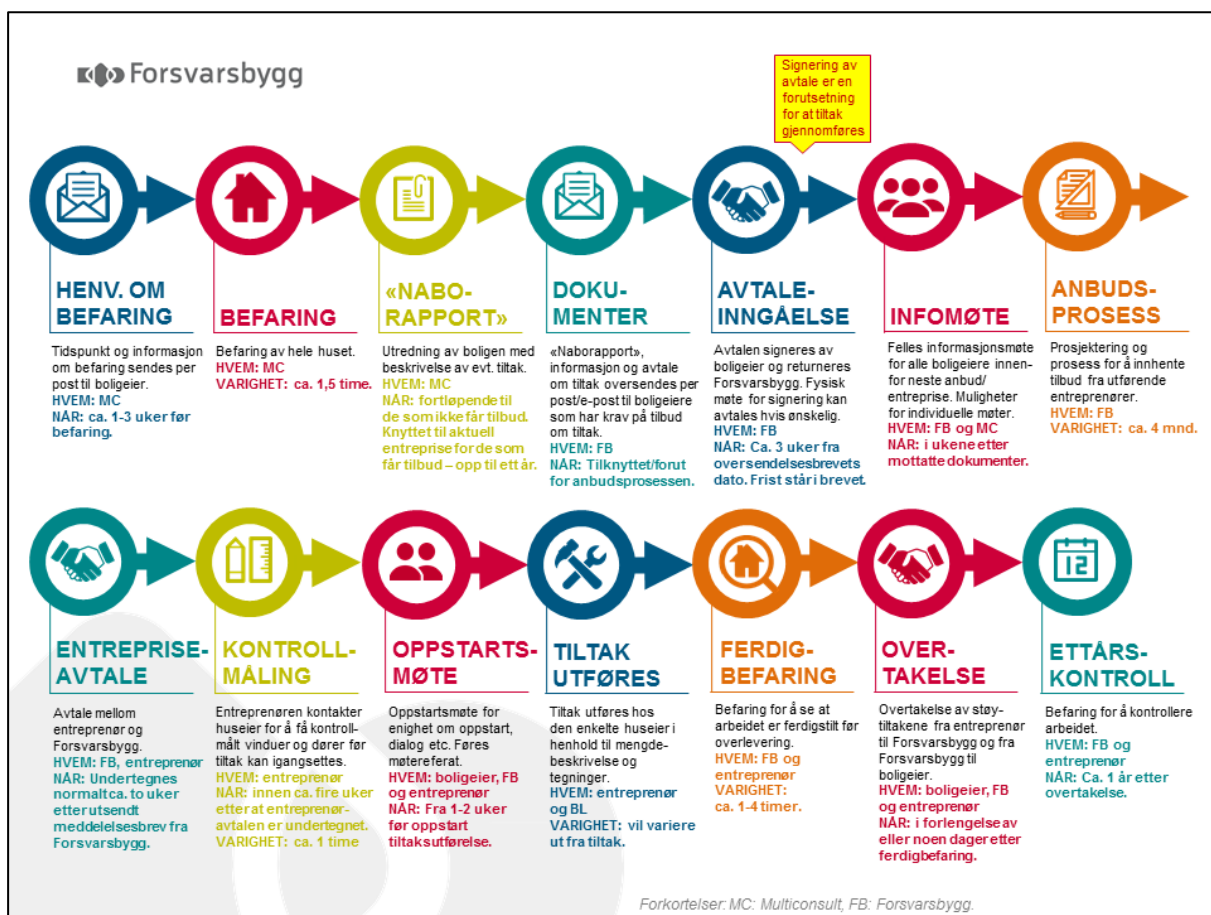 Forsvarsbygg
Signering av
avtale er en
forutsetning
for at tiltak
gjennomføres
HENV. OM
BEFARING
Tidspunkt og informasjon
om befaring sendes per
post til boligeier.
HVEM: MC
NÅR: ca. 1-3 uker før
befaring.
BEFARING
Befaring av hele huset.
HVEM: MC
VARIGHET: ca. 1,5 time.
«NABO-
RAPPORT»
Utredning av boligen med
beskrivelse av evt. tiltak.
HVEM: MC
NÅR: fortløpende til
de som ikke får tilbud.
Knyttet til aktuell
entreprise for de som
får tilbud – opp til ett år.
DOKU-
MENTER
«Naborapport»,
informasjon og avtale
om tiltak oversendes per
post/e-post til boligeiere
som har krav på tilbud
om tiltak.
HVEM: FB
NÅR: Tilknyttet/forut
for anbudsprosessen.
AVTALE-
INNGÅELSE
Avtalen signeres av
boligeier og returneres
Forsvarsbygg. Fysisk
møte for signering kan
avtales hvis ønskelig.
HVEM: FB
NÅR: Ca. 3 uker fra
oversendelsesbrevets
dato. Frist står i brevet.
INFOMØTE
Felles informasjonsmøte
for alle boligeiere innen-
for neste anbud/
entreprise. Muligheter
for individuelle møter.
HVEM: FB og MC
NÅR: i ukene etter
mottatte dokumenter.
ANBUDS-
PROSESS
Prosjektering og
prosess for å innhente
tilbud fra utførende
entreprenører.
HVEM: FB
VARIGHET: ca. 4 mnd.
12
ENTREPRISE-
AVTALE
Avtale mellom
entreprenør og
Forsvarsbygg.
HVEM: FB, entreprenør
NÅR: Undertegnes
normalt ca. to uker
etter utsendt
meddelelsesbrev fra
Forsvarsbygg.
KONTROLL-
MÅLING
Entreprenøren kontakter
huseier for å få kontroll-
målt vinduer og dører før
tiltak kan igangsettes.
HVEM: entreprenør
NÅR: innen ca. fire uker
etter at entreprenør-
avtalen er undertegnet.
VARIGHET: ca. 1 time
OPPSTARTS-
MØTE
Oppstartsmøte for
enighet om oppstart,
dialog etc. Føres
møtereferat.
HVEM: boligeier, FB
og entreprenør
NÅR: Fra 1-2 uker
før oppstart
tiltaksutførelse.
TILTAK
UTFØRES
Tiltak utføres hos
den enkelte huseier i
henhold til mengde-
beskrivelse og
tegninger.
HVEM: entreprenør
og BL
VARIGHET: vil variere
ut fra tiltak.
FERDIG-
BEFARING
Befaring for å se at
arbeidet er ferdigstilt før
overlevering.
HVEM: FB og
entreprenør
VARIGHET:
ca. 1-4 timer.
OVER-
TAKELSE
Overtakelse av støy-
tiltakene fra entreprenør
til Forsvarsbygg og fra
Forsvarsbygg til
boligeier.
HVEM: boligeier, FB
og entreprenør
NÅR: i forlengelse av
eller noen dager etter
ferdigbefaring.
ETTÅRS-
KONTROLL
Befaring for å kontrollere
arbeidet.
HVEM: FB og
entreprenør
NÅR: Ca. 1 år etter
overtakelse.
Forkortelser: MC: Multiconsult, FB: Forsvarsbygg.